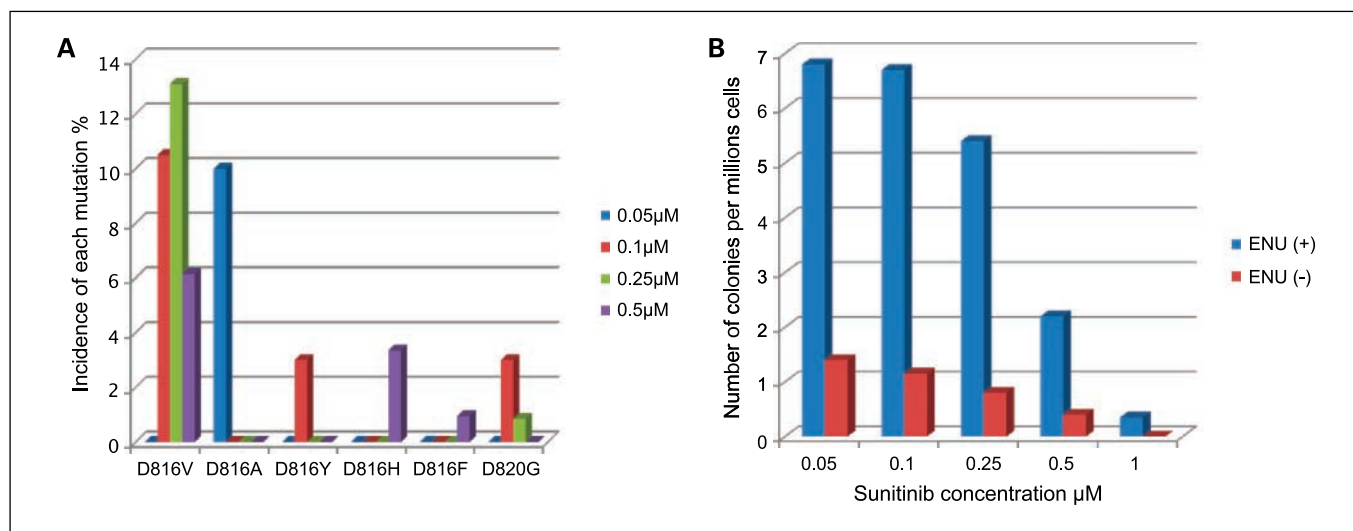 A
Incidence of each mutation %
14
12
10
8
6
4
2
0
D816V D816A D816Y D816H D816F D820G
0.05µM
0.1µM
0.25µM
0.5µM
B
Number of colonies per millions cells
7
6
5
4
3
2
1
0
0.05 0.1 0.25 0.5 1
Sunitinib concentration µM
ENU (+)
ENU (-)